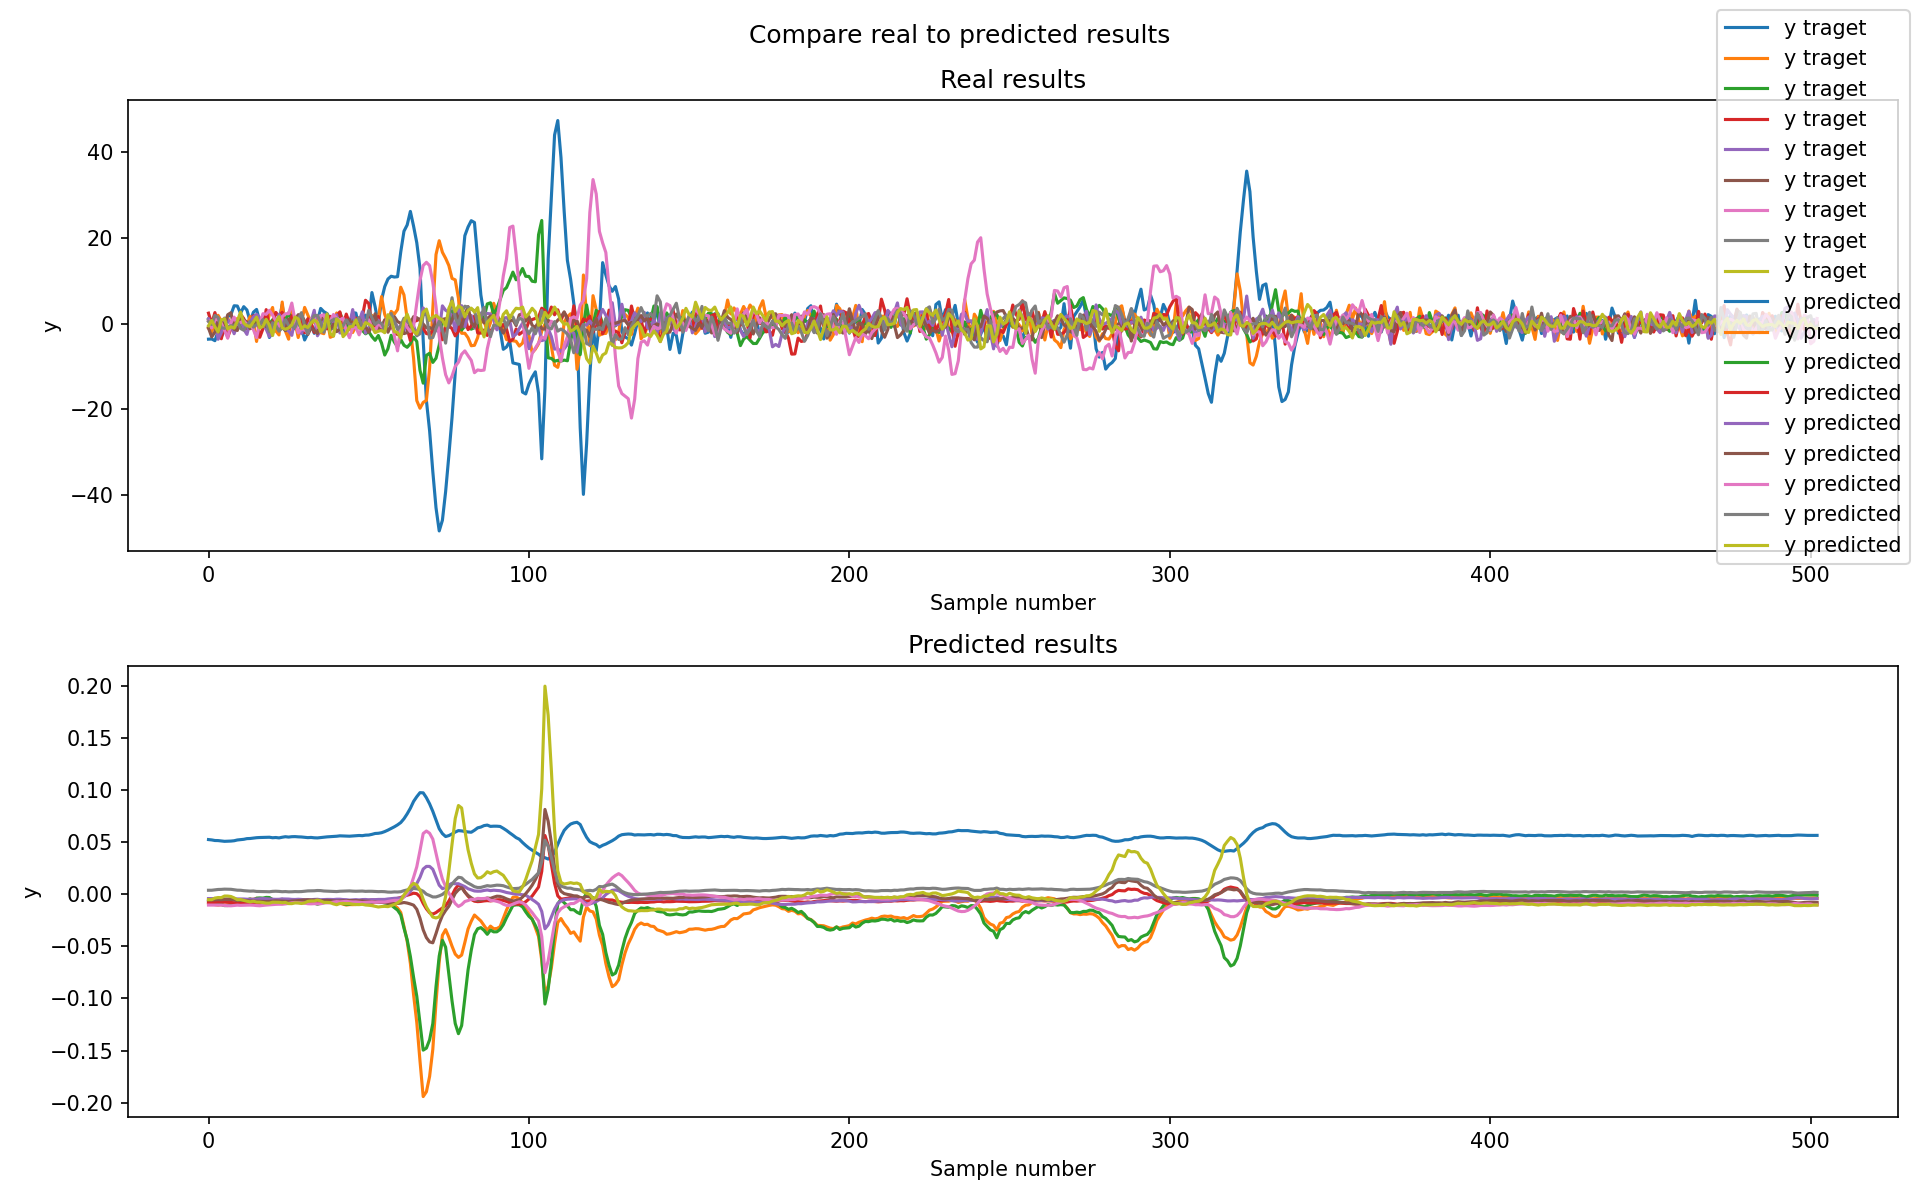 Compare real to predicted results
Real results
y traget
y traget
y traget
y traget
y traget
y traget
y traget
y traget
y traget
y predicted
y predicted
y predicted
y predicted
y predicted
y predicted
y predicted
y predicted
y predicted
40
20
0
−20
−40
y
0
100
200
300
400
500
Sample number
Predicted results
0.20
0.15
0.10
0.05
0.00
−0.05
−0.10
−0.15
−0.20
y
0
100
200
300
400
500
Sample number